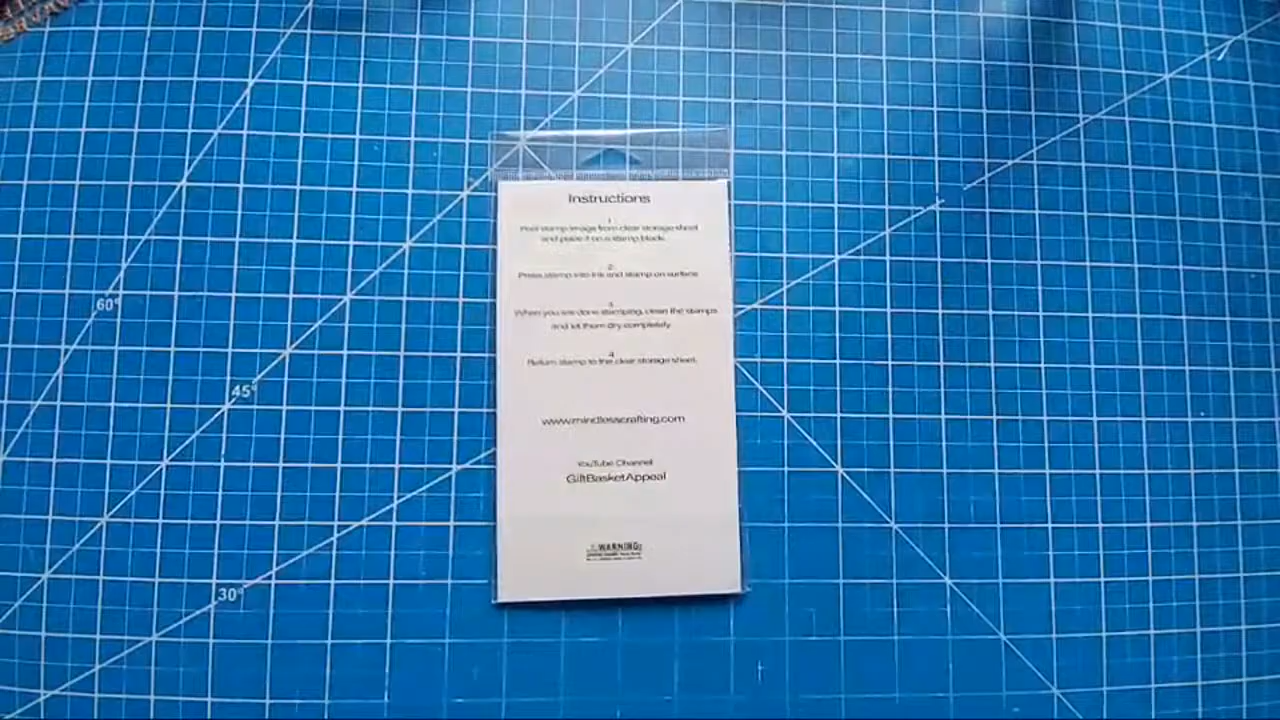 Instructions
1
Peel stamp image from clear storage sheet
and place it on a stamp block.
2
Press stamp into ink and stamp on surface.
3
When you are done stamping, clean the stamps
and let them dry completely.
4
Return stamp to the clear storage sheet.
www.mindlesscrafting.com
YouTube Channel
GiftBasketAppeal
WARNING:
60°
45°
30°